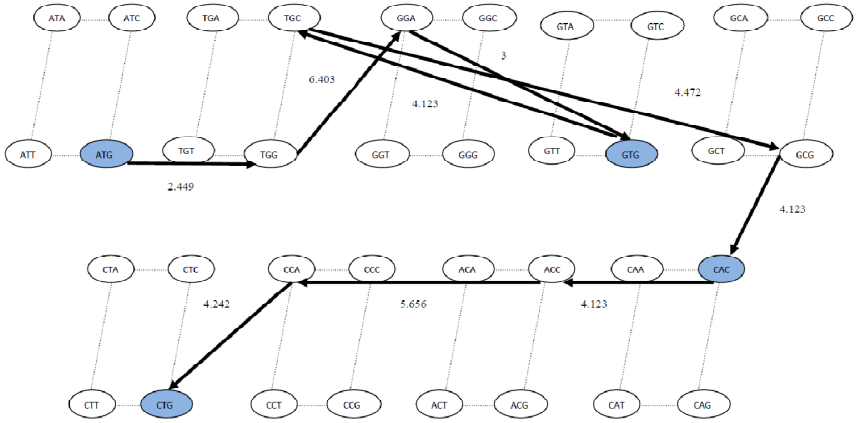 ATA ATC TGA TGC GGA GGC GTA GTC GCA GCC
3
6.403 4.123 4.472
ATT ATG TGT TGG GGT GGG GTT GTG GCT GCG
2.449
4.123
CTA CTC CCA CCC ACA ACC CAA CAC
4.242 5.656 4.123
CTT CTG CCT CCG ACT ACG CAT CAG